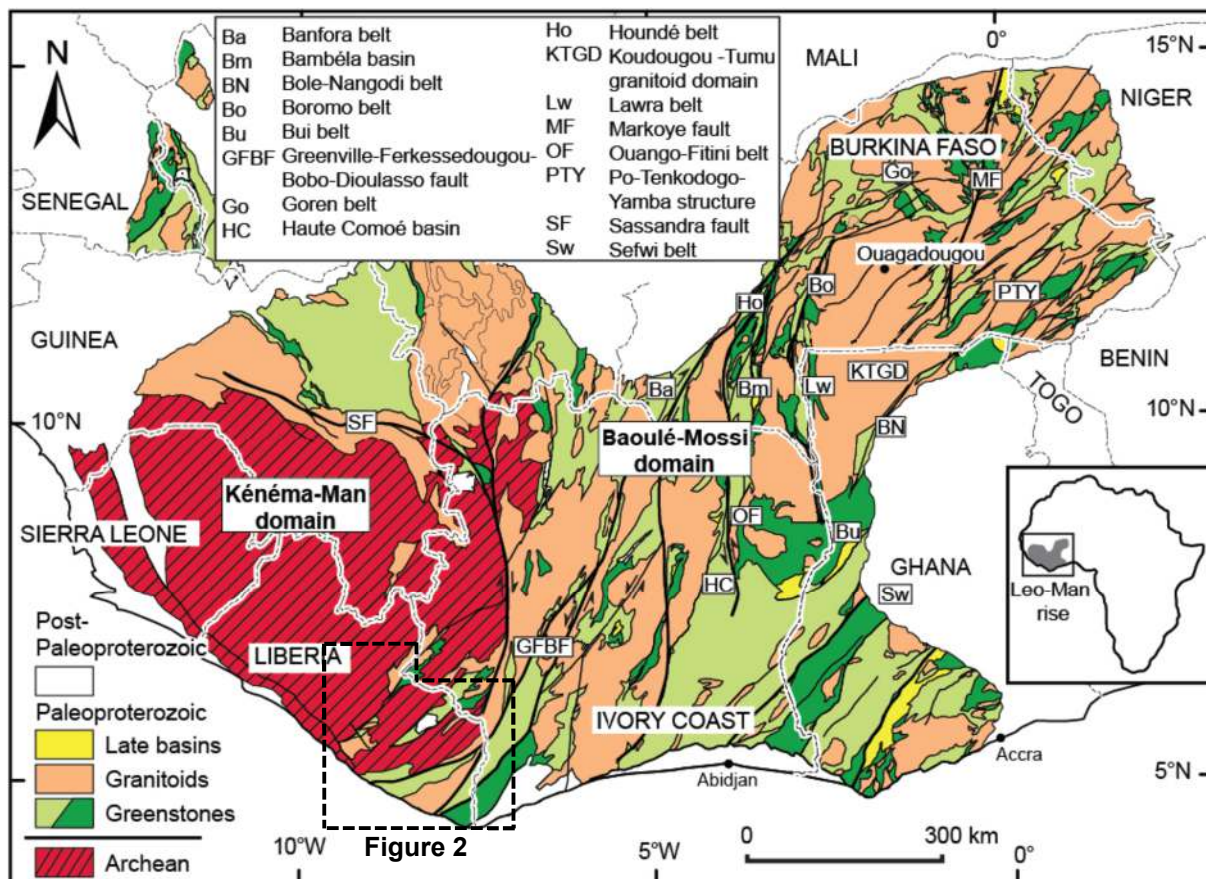 Ba Banfora belt
Bm Bambéla basin
BN Bole-Nangodi belt
Bo Boromo belt
Bu Bui belt
GFBF Greenville-Ferkessedougou-
Bobo-Dioulasso fault
Go Goren belt
HC Haute Comoé basin
Ho Houndé belt
KTGD Koudougou -Tumu
granitoid domain
Lw Lawra belt
MF Markoye fault
OF Ouango-Fitini belt
PTY Po-Tenkodogo-
Yamba structure
SF Sassandra fault
Sw Sefwi belt
N
0°
15°N
MALI
NIGER
BURKINA FASO
Go
MF
SENEGAL
Ouagadougou
Bo
PTY
Ho
GUINEA
BENIN
KTGD
Ba
Bm
Lw
TOGO
10°N
SF
BN
10°N
Baoulé-Mossi
domain
Kénéma-Man
domain
OF
Bu
SIERRA LEONE
GHANA
HC
Sw
Leo-Man
rise
Post-
Paleoproterozoic
LIBERIA
GFBF
Paleoproterozoic
Late basins
IVORY COAST
Granitoids
Accra
Abidjan
5°N
Greenstones
Figure 2
0 300 km
Archean
10°W
5°W
0°